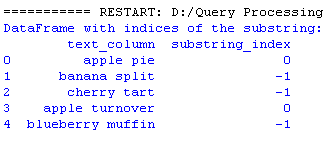 =========== RESTART: D:/Query Processing
DataFrame with indices of the substring:
text_column substring_index
0 apple pie 0
1 banana split -1
2 cherry tart -1
3 apple turnover 0
4 blueberry muffin -1